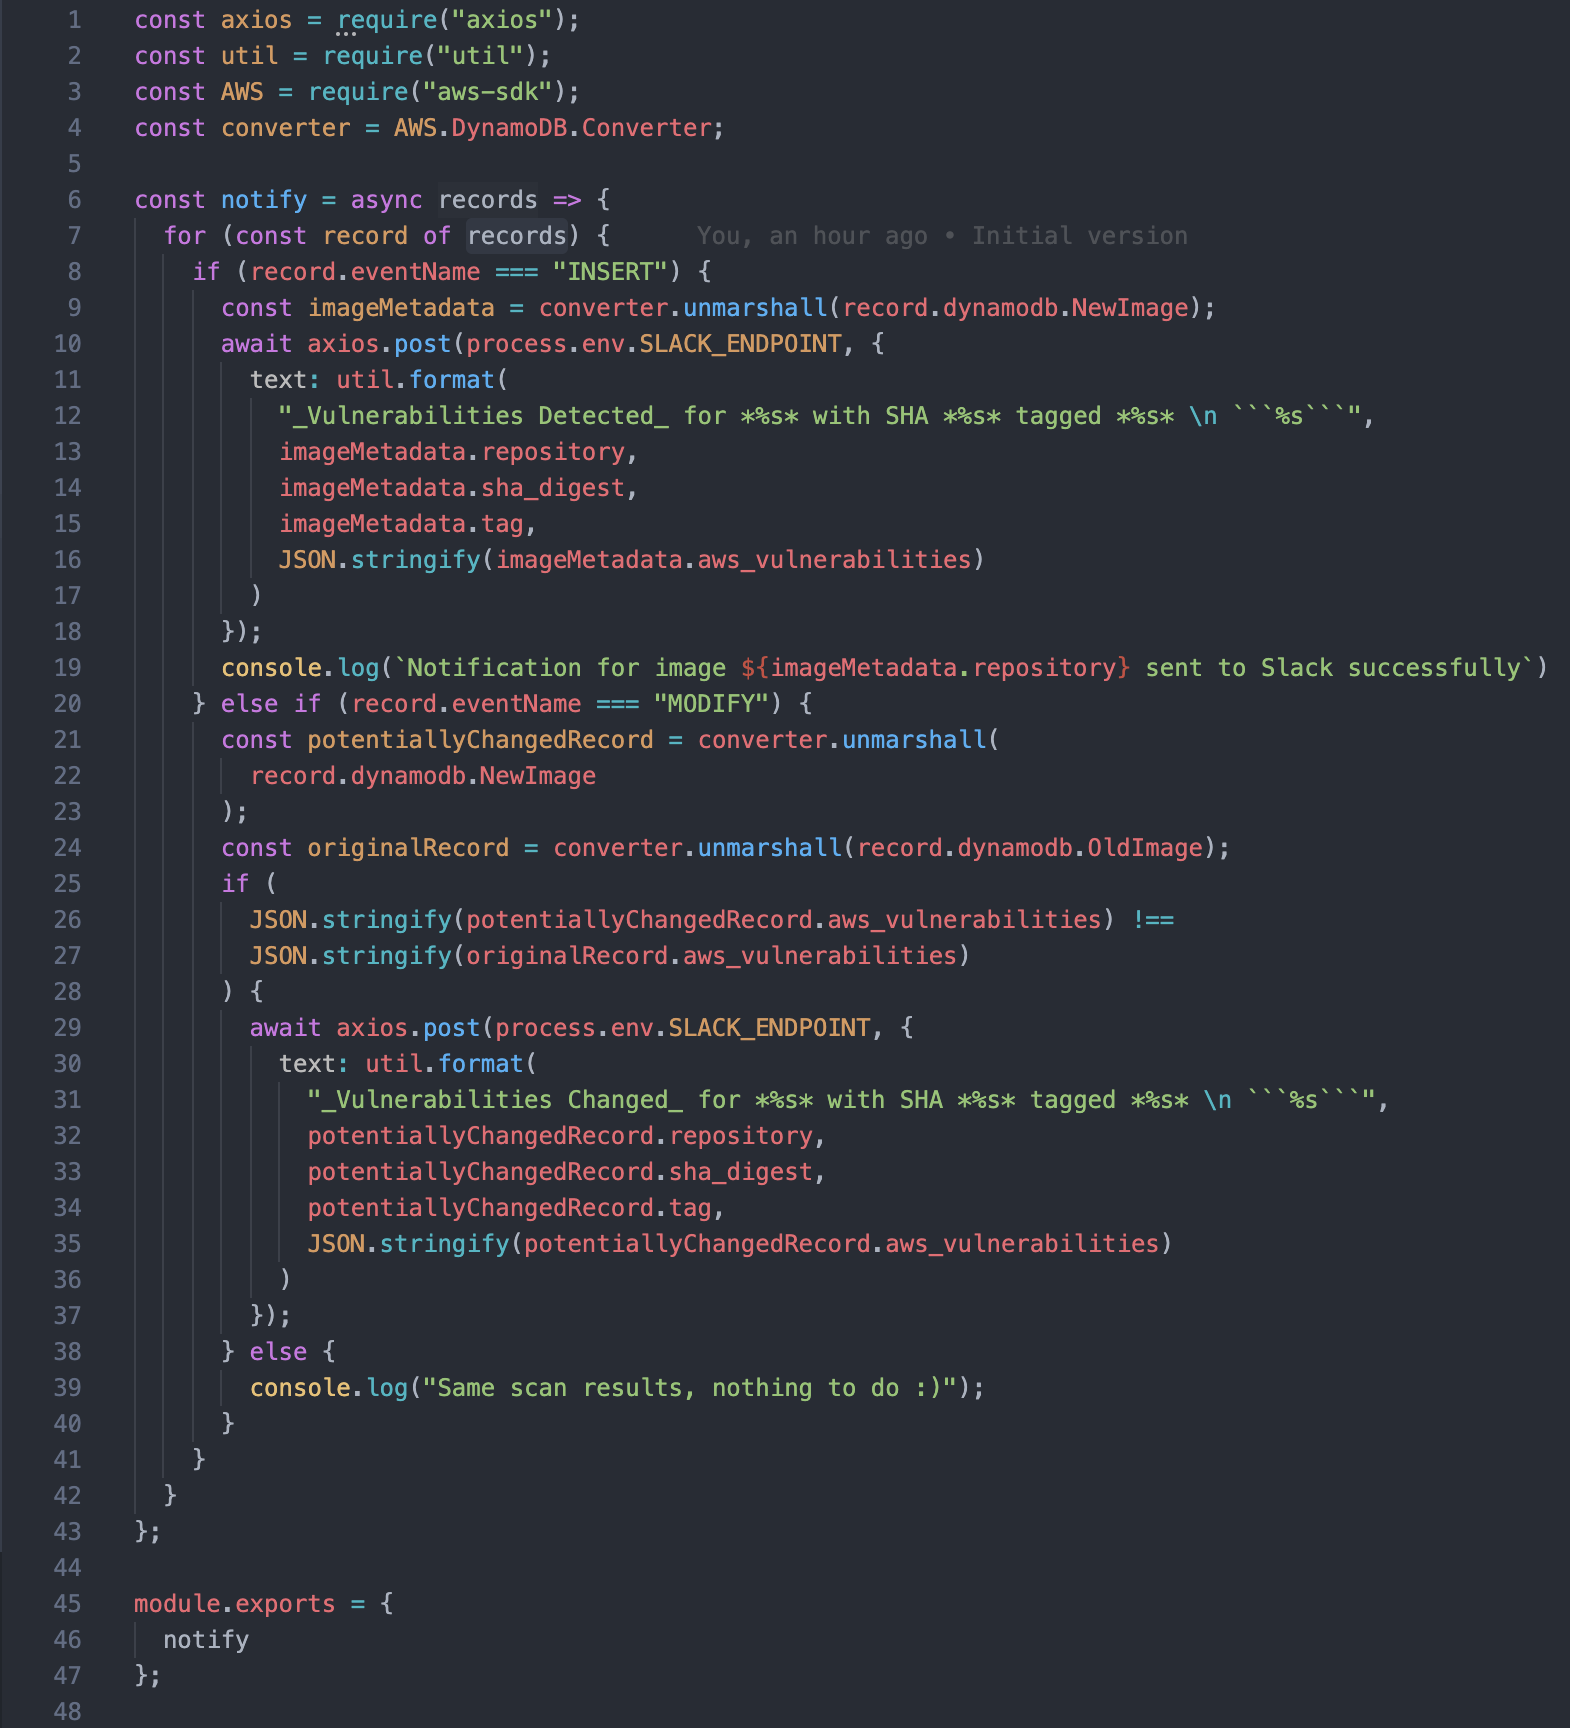 1 const axios = require("axios");
2 const util = require("util");
3 const AWS = require("aws-sdk");
4 const converter = AWS.DynamoDB.Converter;
5
6 const notify = async records => {
7 for (const record of records) { You, an hour ago • Initial version
8 if (record.eventName === "INSERT") {
9 const imageMetadata = converter.unmarshall(record.dynamodb.NewImage);
10 await axios.post(process.env.SLACK_ENDPOINT, {
11 text: util.format(
12 "_Vulnerabilities Detected_ for *%s* with SHA *%s* tagged *%s* \n ```%s```",
13 imageMetadata.repository,
14 imageMetadata.sha_digest,
15 imageMetadata.tag,
16 JSON.stringify(imageMetadata.aws_vulnerabilities)
17 )
18 });
19 console.log(`Notification for image ${imageMetadata.repository} sent to Slack successfully`)
20 } else if (record.eventName === "MODIFY") {
21 const potentiallyChangedRecord = converter.unmarshall(
22 record.dynamodb.NewImage
23 );
24 const originalRecord = converter.unmarshall(record.dynamodb.OldImage);
25 if (
26 JSON.stringify(potentiallyChangedRecord.aws_vulnerabilities) !==
27 JSON.stringify(originalRecord.aws_vulnerabilities)
28 ) {
29 await axios.post(process.env.SLACK_ENDPOINT, {
30 text: util.format(
31 "_Vulnerabilities Changed_ for *%s* with SHA *%s* tagged *%s* \n ```%s```",
32 potentiallyChangedRecord.repository,
33 potentiallyChangedRecord.sha_digest,
34 potentiallyChangedRecord.tag,
35 JSON.stringify(potentiallyChangedRecord.aws_vulnerabilities)
36 )
37 });
38 } else {
39 console.log("Same scan results, nothing to do :)");
40 }
41 }
42 }
43 };
44
45 module.exports = {
46 notify
47 };
48